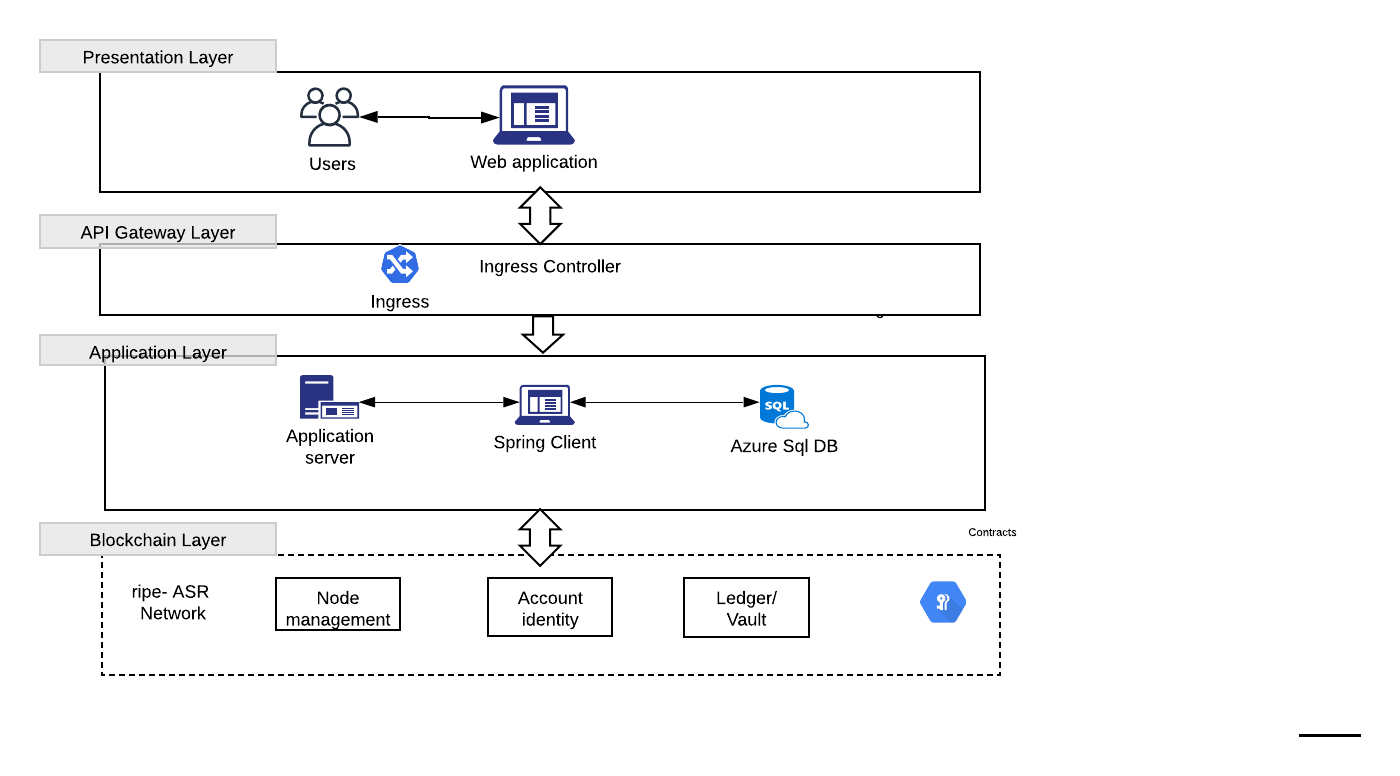 Presentation Layer
Users
Web application
API Gateway Layer
Ingress Controller
Ingress
Application Layer
Application
server
Spring Client
SQL
Azure Sql DB
Blockchain Layer
Contracts
ripe- ASR
Network
Node
management
Account
identity
Ledger/
Vault